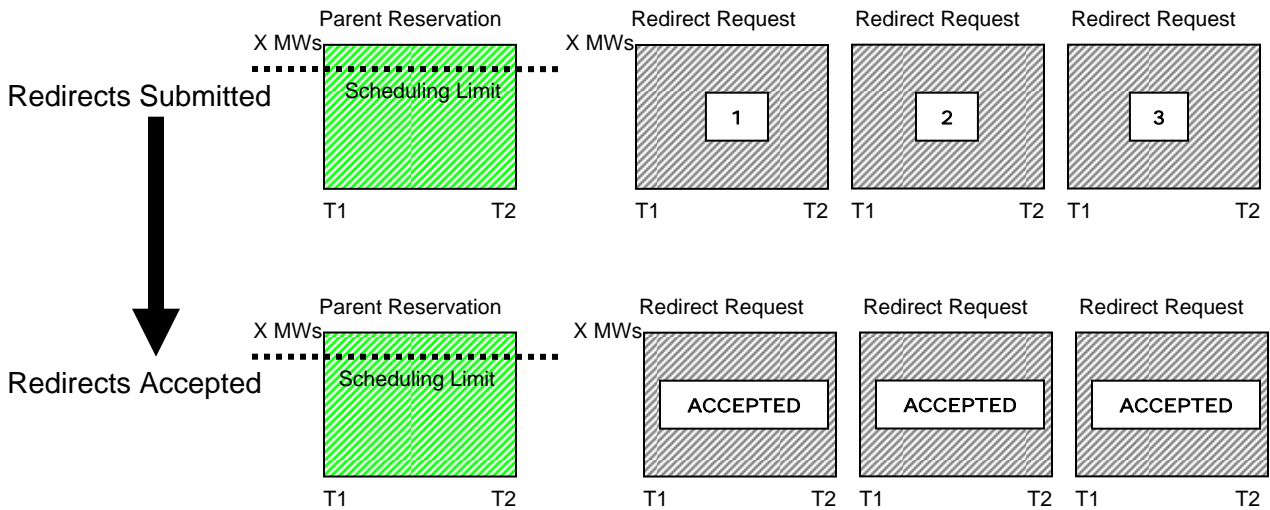 Parent Reservation Redirect Request Redirect Request Redirect Request
X MWs X MWs
Redirects Submitted Scheduling Limit 1 2 3
T1 T2 T1 T2 T1 T2 T1 T2
Parent Reservation Redirect Request Redirect Request Redirect Request
X MWs X MWs
Redirects Accepted Scheduling Limit ACCEPTED ACCEPTED ACCEPTED
T1 T2 T1 T2 T1 T2 T1 T2